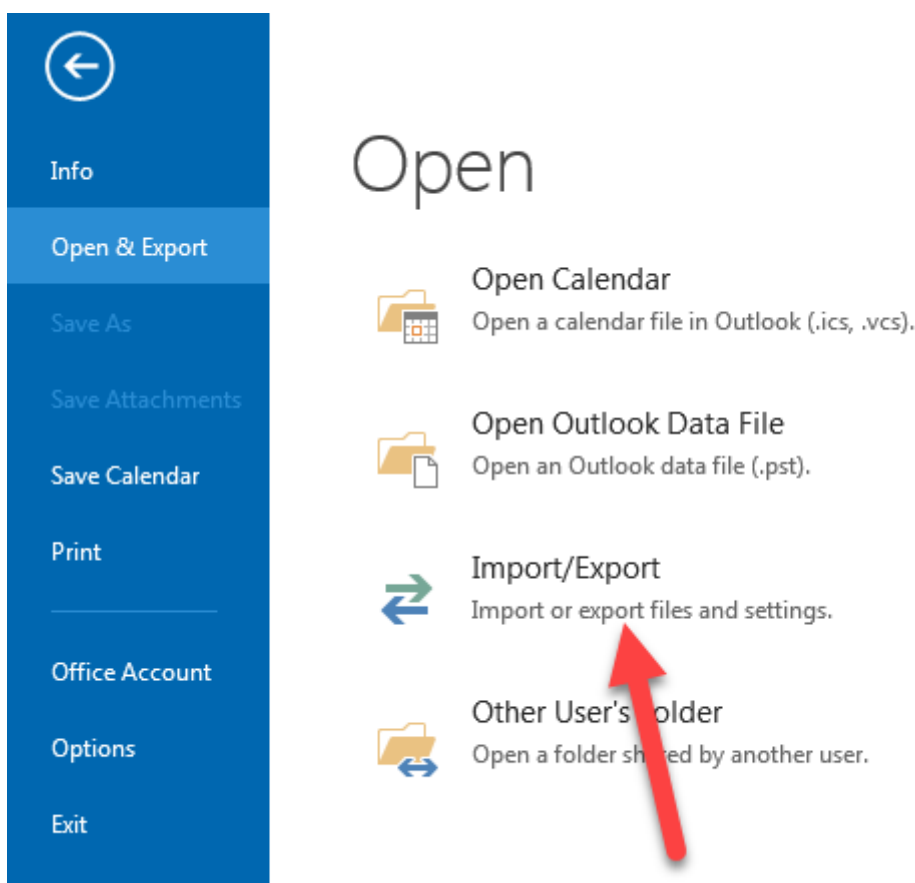 Info
Open & Export
Save As
Save Attachments
Save Calendar
Print
Office Account
Options
Exit
Open
Open Calendar
Open a calendar file in Outlook (.ics, .vcs).
Open Outlook Data File
Open an Outlook data file (.pst).
Import/Export
Import or export files and settings.
Other User's Folder
Open a folder shared by another user.